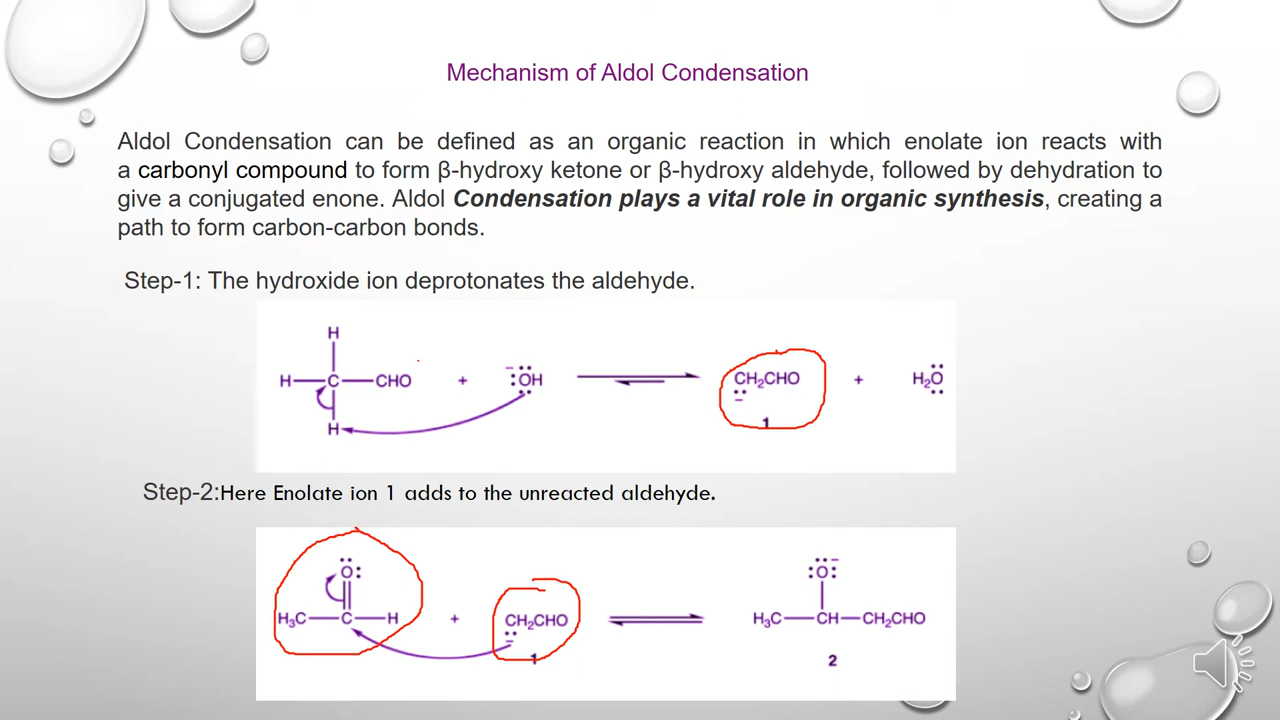 Mechanism of Aldol Condensation
Aldol Condensation can be defined as an organic reaction in which enolate ion reacts with
a carbonyl compound to form β-hydroxy ketone or β-hydroxy aldehyde, followed by dehydration to
give a conjugated enone. Aldol Condensation plays a vital role in organic synthesis, creating a
path to form carbon-carbon bonds.
Step-1: The hydroxide ion deprotonates the aldehyde.
H
H—C—CHO + :ÖH CH₂CHO + H₂O
H
1
Step-2:Here Enolate ion 1 adds to the unreacted aldehyde.
O: :O:
H₃C—C—H + CH₂CHO H₃C—CH—CH₂CHO
1 2